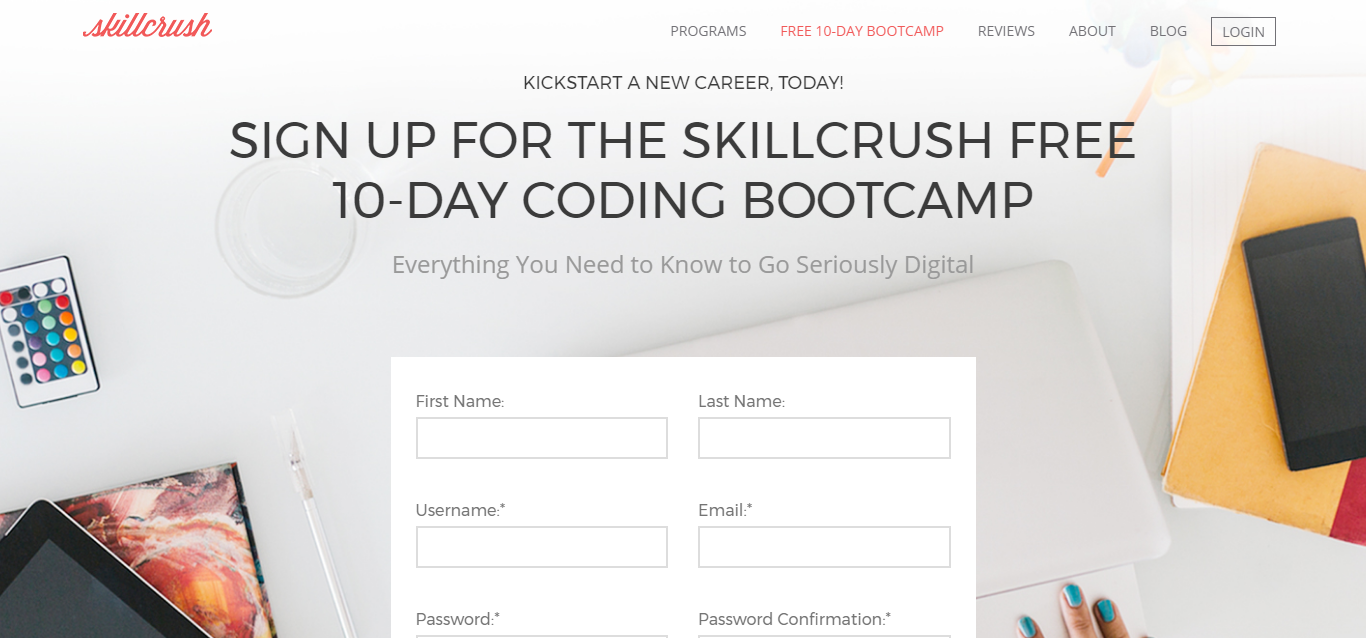 skillcrush
PROGRAMS FREE 10-DAY BOOTCAMP REVIEWS ABOUT BLOG LOGIN
KICKSTART A NEW CAREER, TODAY!
SIGN UP FOR THE SKILLCRUSH FREE
10-DAY CODING BOOTCAMP
Everything You Need to Know to Go Seriously Digital
First Name: Last Name:
Username:* Email:*
Password:* Password Confirmation:*